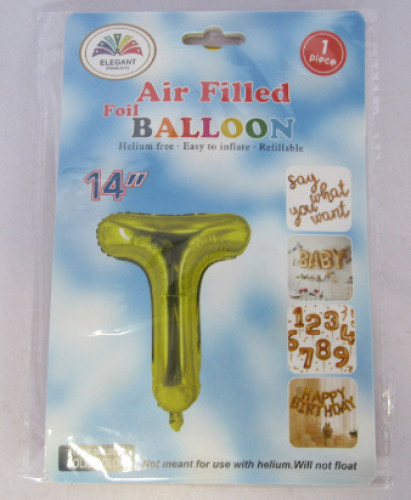 ELEGANT
PRODUCTS
1
piece
Air Filled
Foil
BALLOON
Helium free · Easy to inflate · Refillable
14"
say
what
you
want
BABY
1 2 3
4
5
6
7 8 9
HAPPY
BIRTHDAY
T
Not meant for use with helium.Will not float